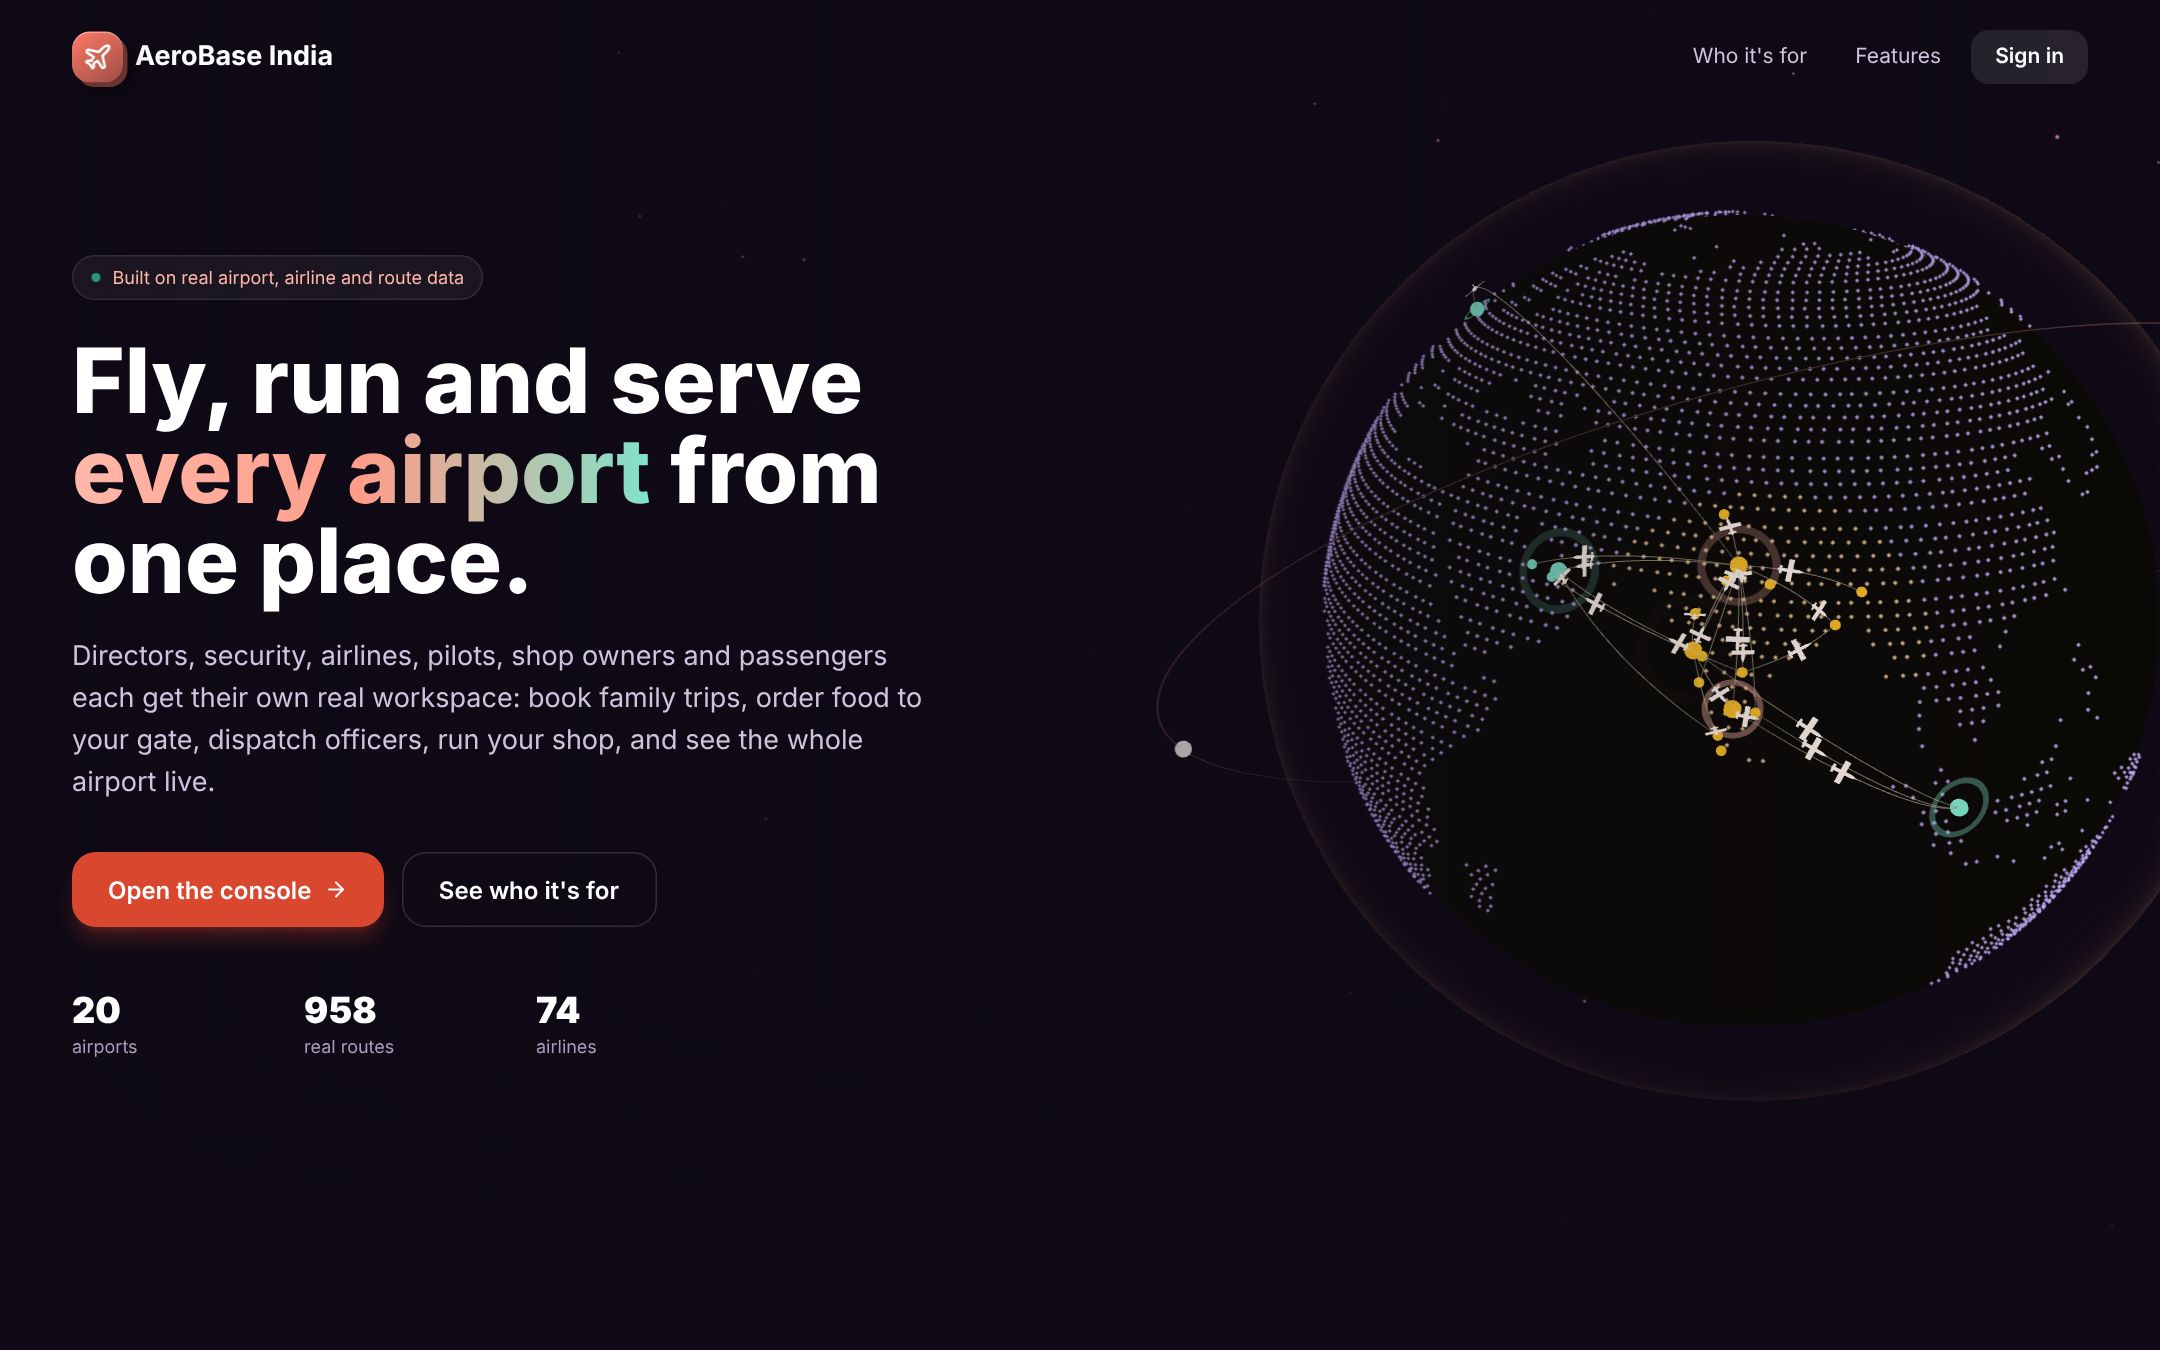 AeroBase India
Who it's for
Features
Sign in
Built on real airport, airline and route data
Fly, run and serve
every airport from
one place.
Directors, security, airlines, pilots, shop owners and passengers
each get their own real workspace: book family trips, order food to
your gate, dispatch officers, run your shop, and see the whole
airport live.
Open the console →
See who it's for
20
airports
958
real routes
74
airlines